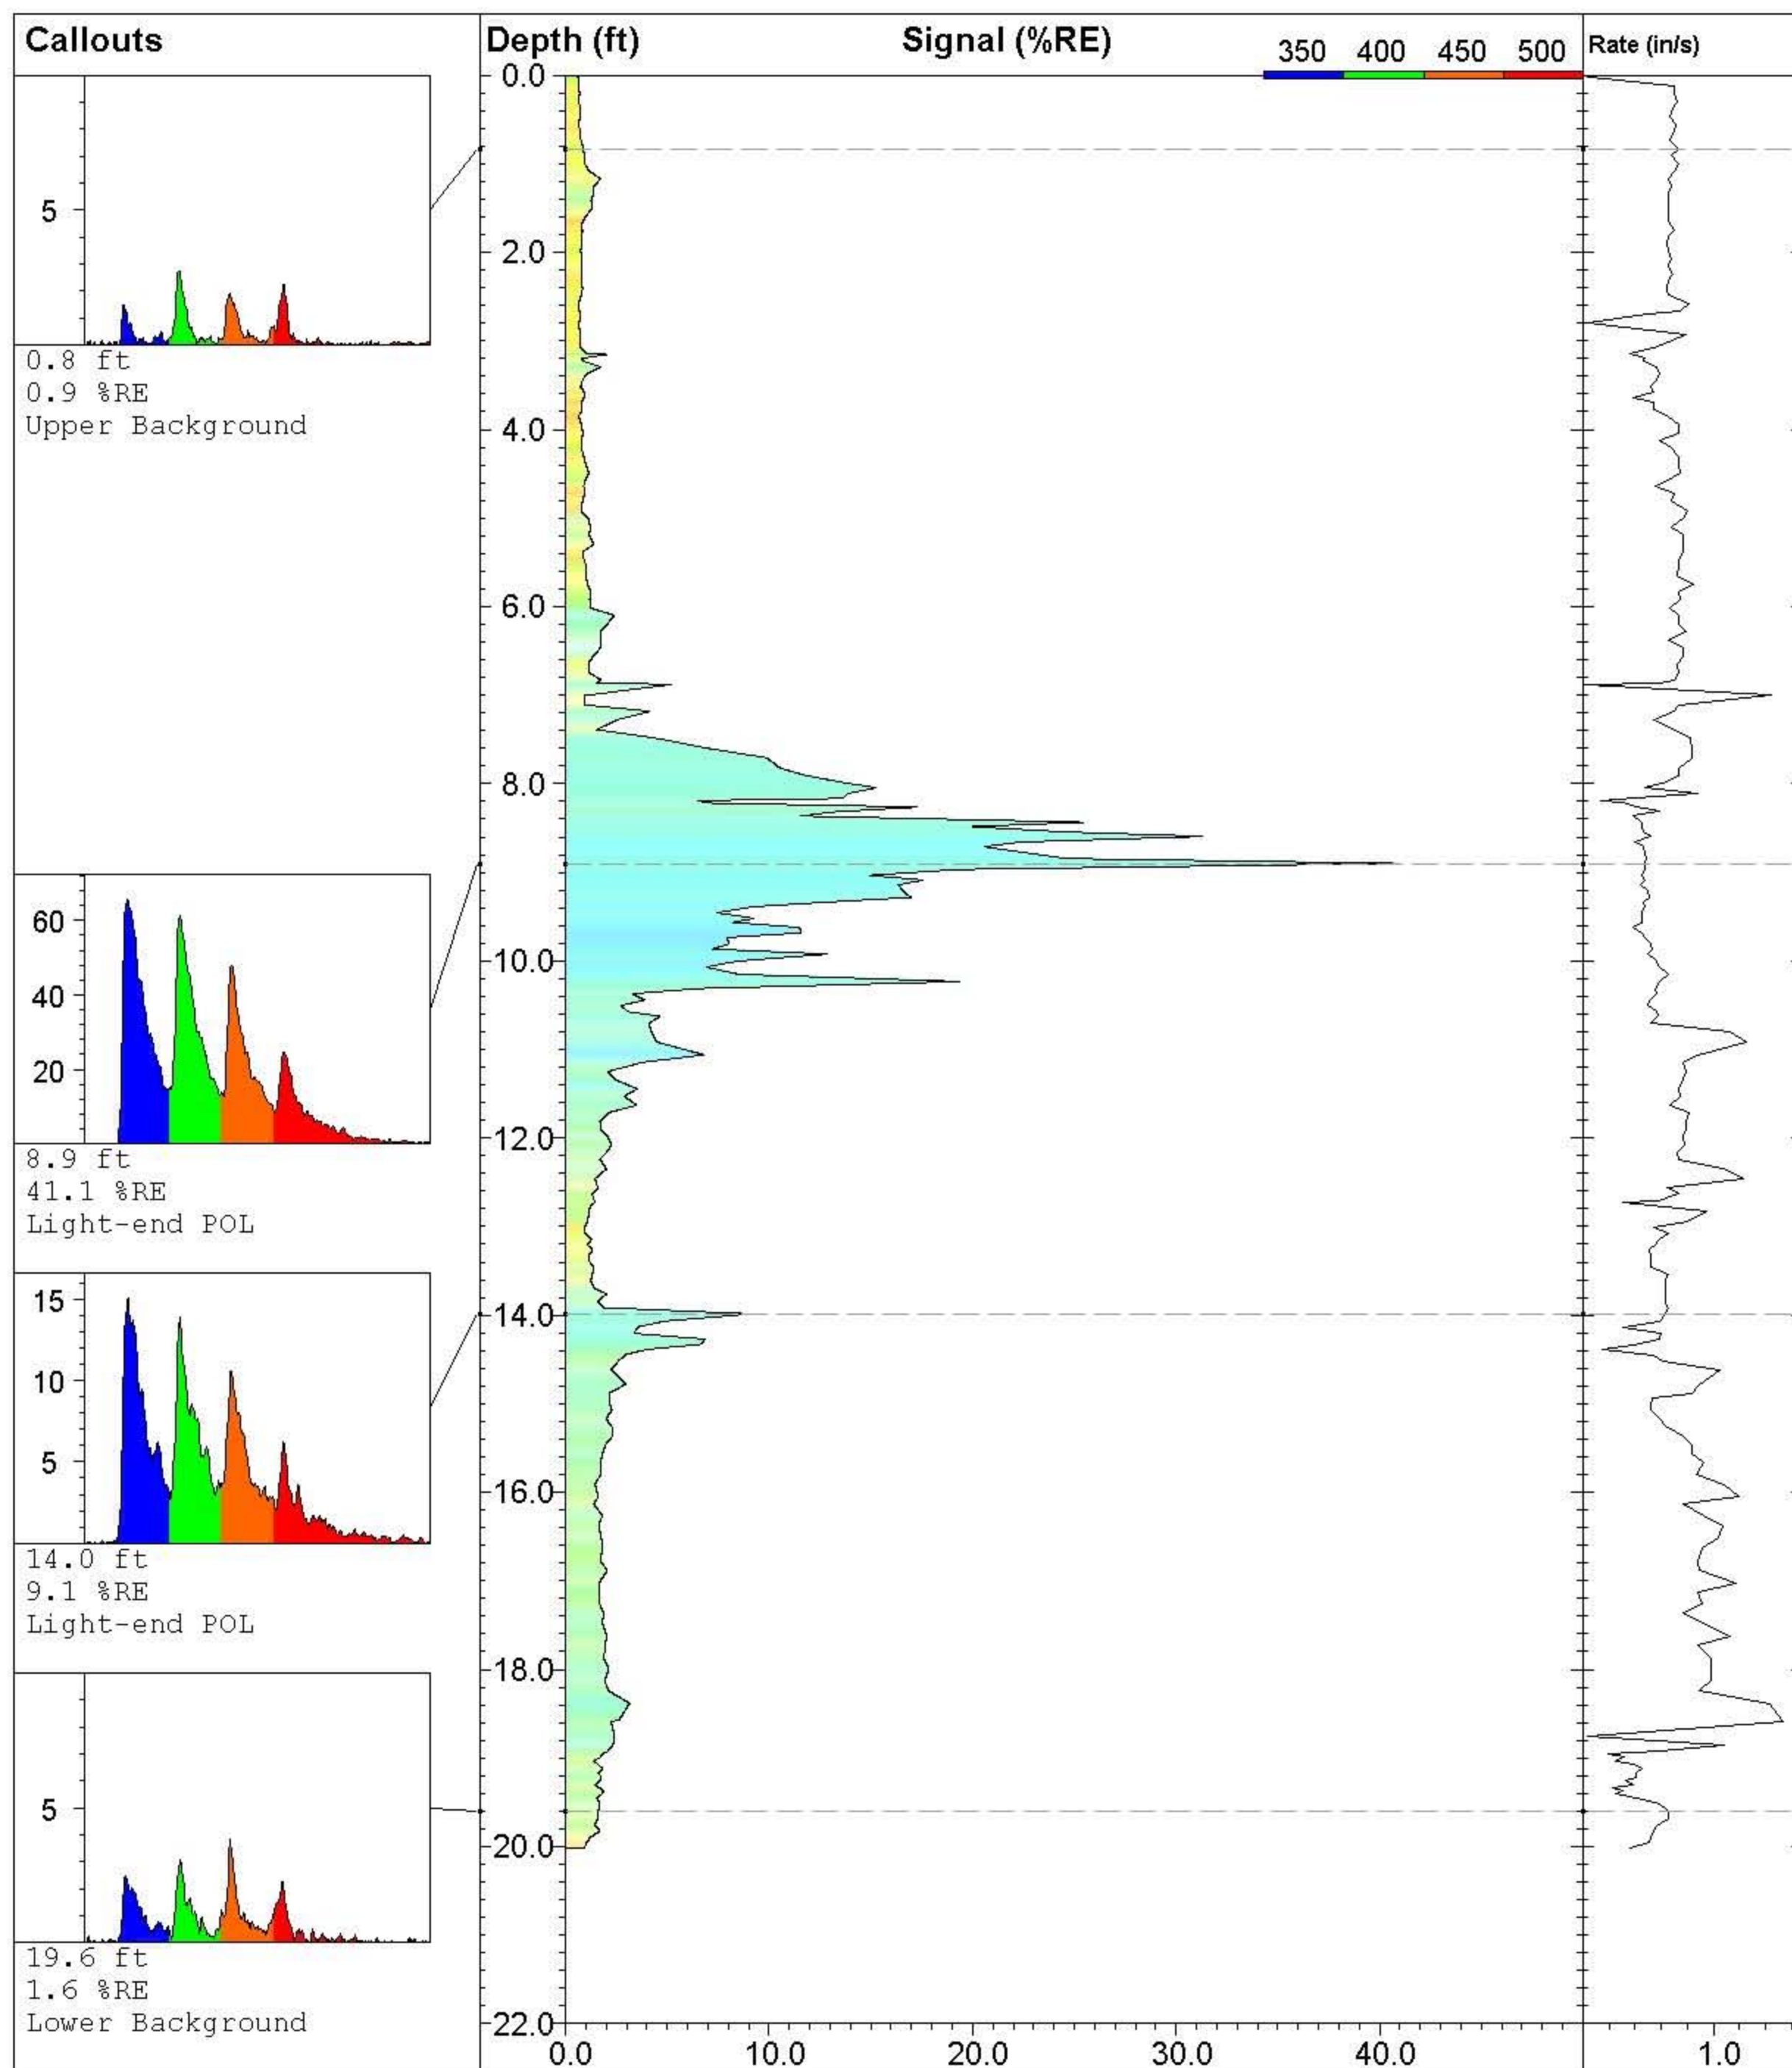 Callouts
Depth (ft)
Signal (%RE)
350 400 450 500
Rate (in/s)
5
0.8 ft
0.9 %RE
Upper Background
60
40
20
8.9 ft
41.1 %RE
Light-end POL
15
10
5
14.0 ft
9.1 %RE
Light-end POL
5
19.6 ft
1.6 %RE
Lower Background
0.0
2.0
4.0
6.0
8.0
10.0
12.0
14.0
16.0
18.0
20.0
22.0
0.0 10.0 20.0 30.0 40.0
1.0